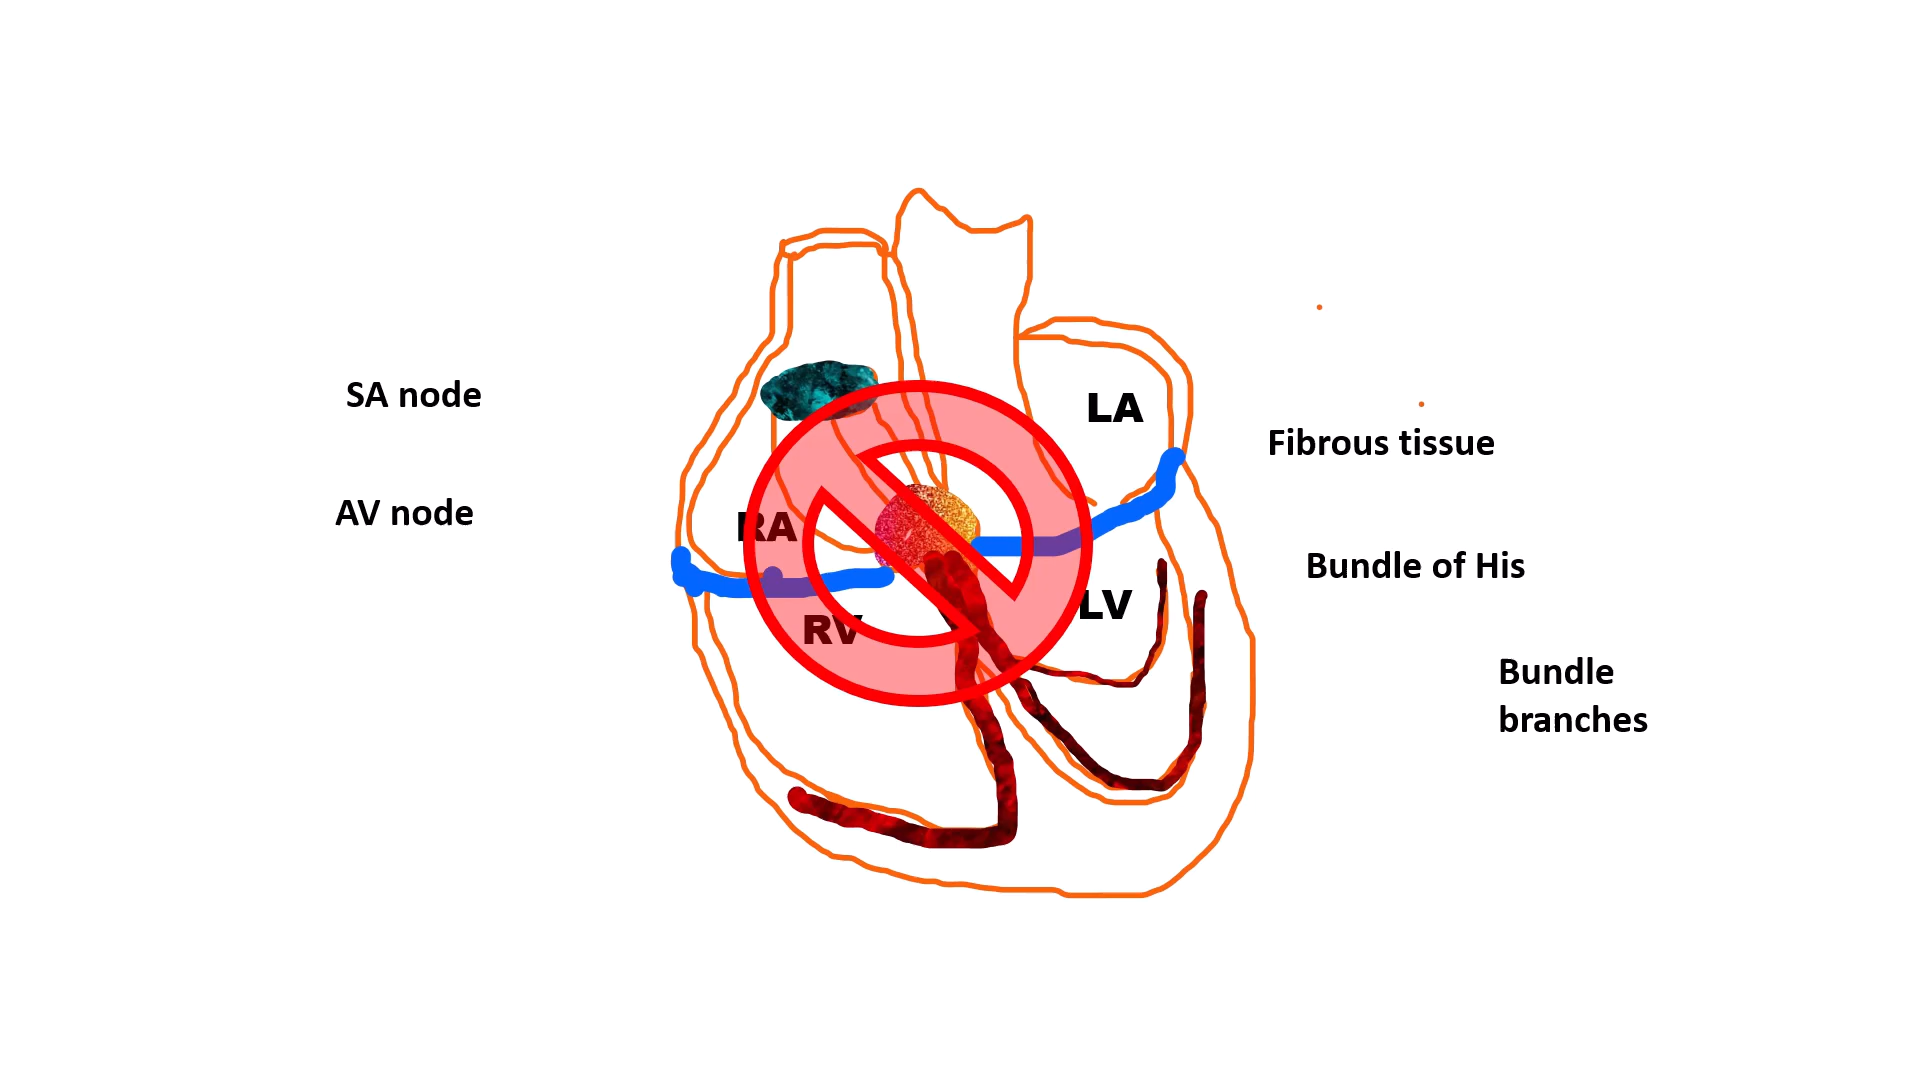 SA node
LA
Fibrous tissue
AV node
RA
Bundle of His
LV
RV
Bundle
branches